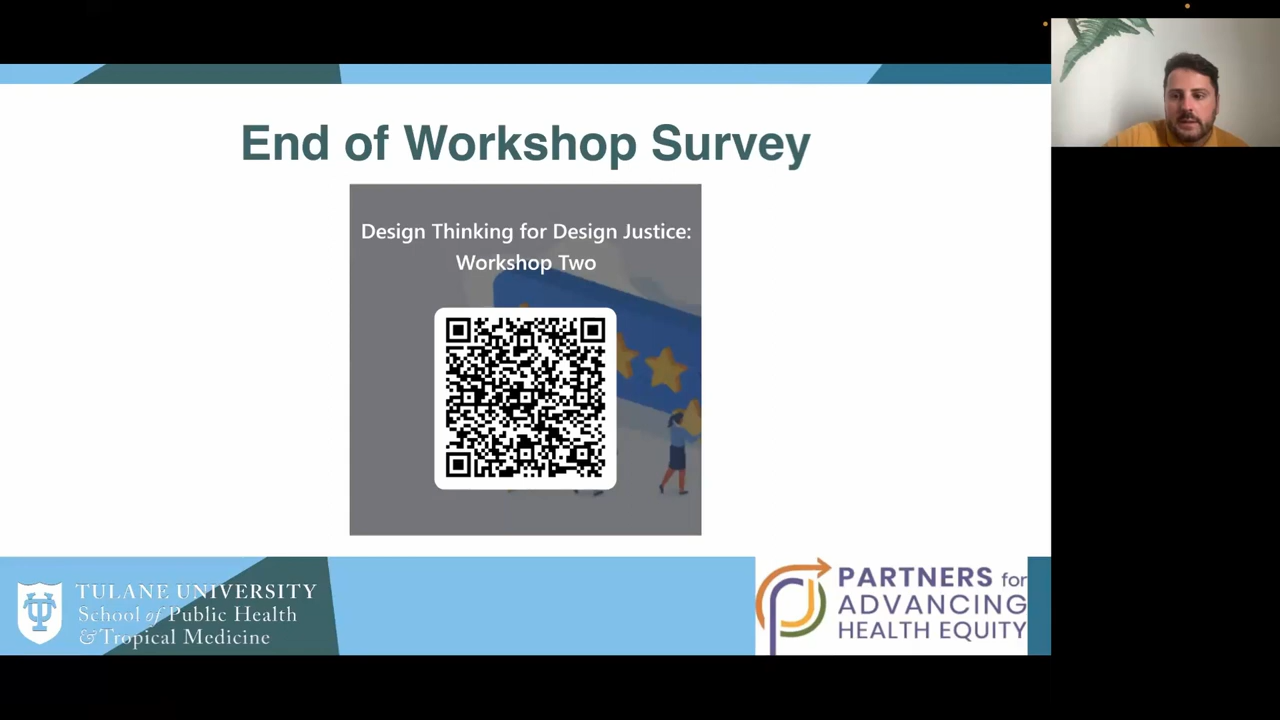 End of Workshop Survey
Design Thinking for Design Justice:
Workshop Two
TULANE UNIVERSITY
School of Public Health
& Tropical Medicine
PARTNERS for
ADVANCING
HEALTH EQUITY